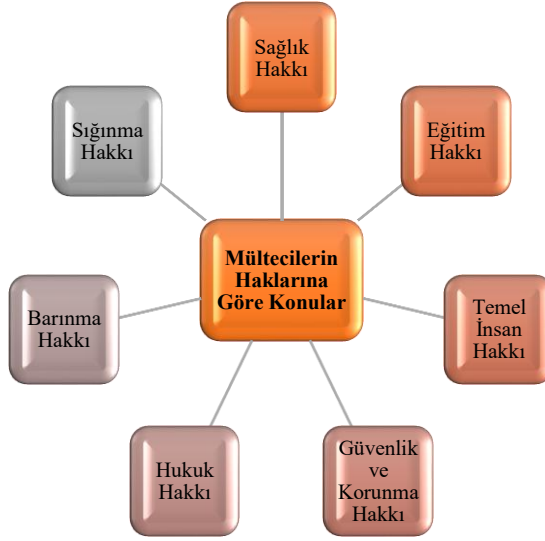 Sağlık
Hakkı
Eğitim
Hakkı
Temel
İnsan
Hakkı
Güvenlik
ve
Korunma
Hakkı
Hukuk
Hakkı
Barınma
Hakkı
Sığınma
Hakkı
Mültecilerin
Haklarına
Göre Konular